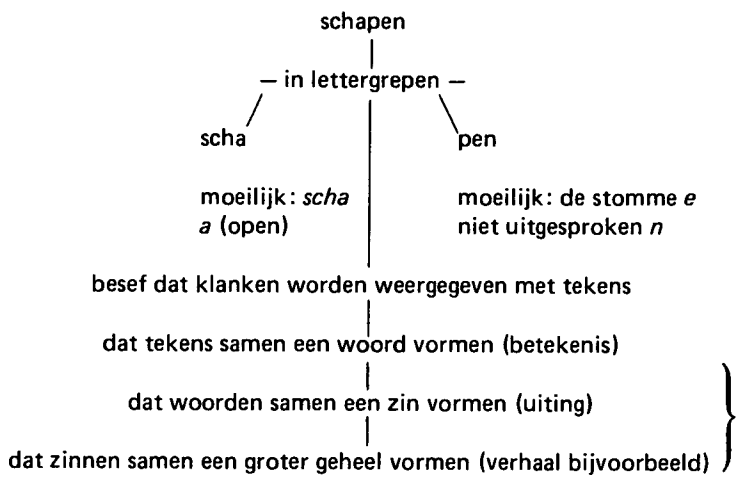 schapen
– in lettergrepen –
scha
pen
moeilijk: scha
a (open)
moeilijk: de stomme e
niet uitgesproken n
besef dat klanken worden weergegeven met tekens
dat tekens samen een woord vormen (betekenis)
dat woorden samen een zin vormen (uiting)
dat zinnen samen een groter geheel vormen (verhaal bijvoorbeeld)